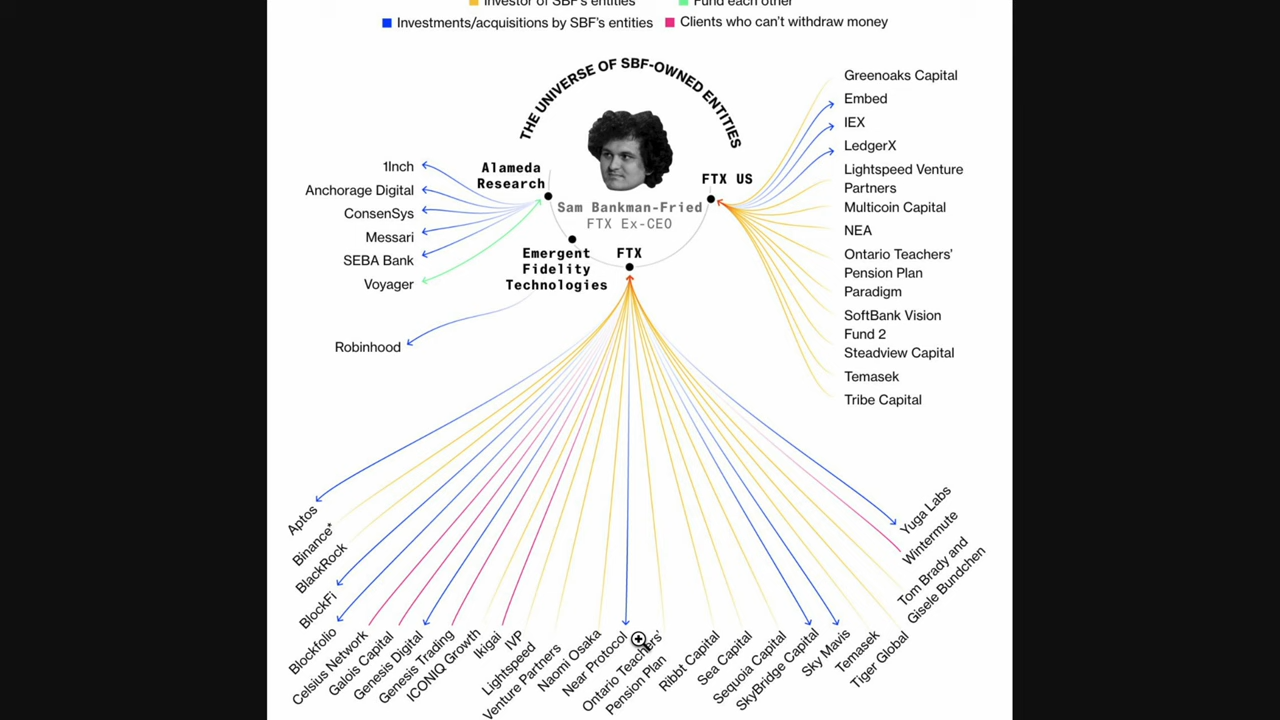 Investor of SBF's entities
Fund each other
Investments/acquisitions by SBF's entities
Clients who can't withdraw money
THE UNIVERSE OF SBF-OWNED ENTITIES
Alameda
Research
FTX US
Sam Bankman-Fried
FTX Ex-CEO
Emergent
Fidelity
Technologies
FTX
1Inch
Anchorage Digital
ConsenSys
Messari
SEBA Bank
Voyager
Robinhood
Greenoaks Capital
Embed
IEX
LedgerX
Lightspeed Venture
Partners
Multicoin Capital
NEA
Ontario Teachers'
Pension Plan
Paradigm
SoftBank Vision
Fund 2
Steadview Capital
Temasek
Tribe Capital
Aptos
Binance*
BlackRock
BlockFi
Blockfolio
Celsius Network
Galois Capital
Genesis Digital
Genesis Trading
ICONIQ Growth
Ikigai
IVP
Lightspeed
Venture Partners
Naomi Osaka
Near Protocol
Ontario Teachers'
Pension Plan
Ribbt Capital
Sea Capital
Sequoia Capital
SkyBridge Capital
Sky Mavis
Temasek
Tiger Global
Tom Brady and
Gisele Bundchen
Wintermute
Yuga Labs